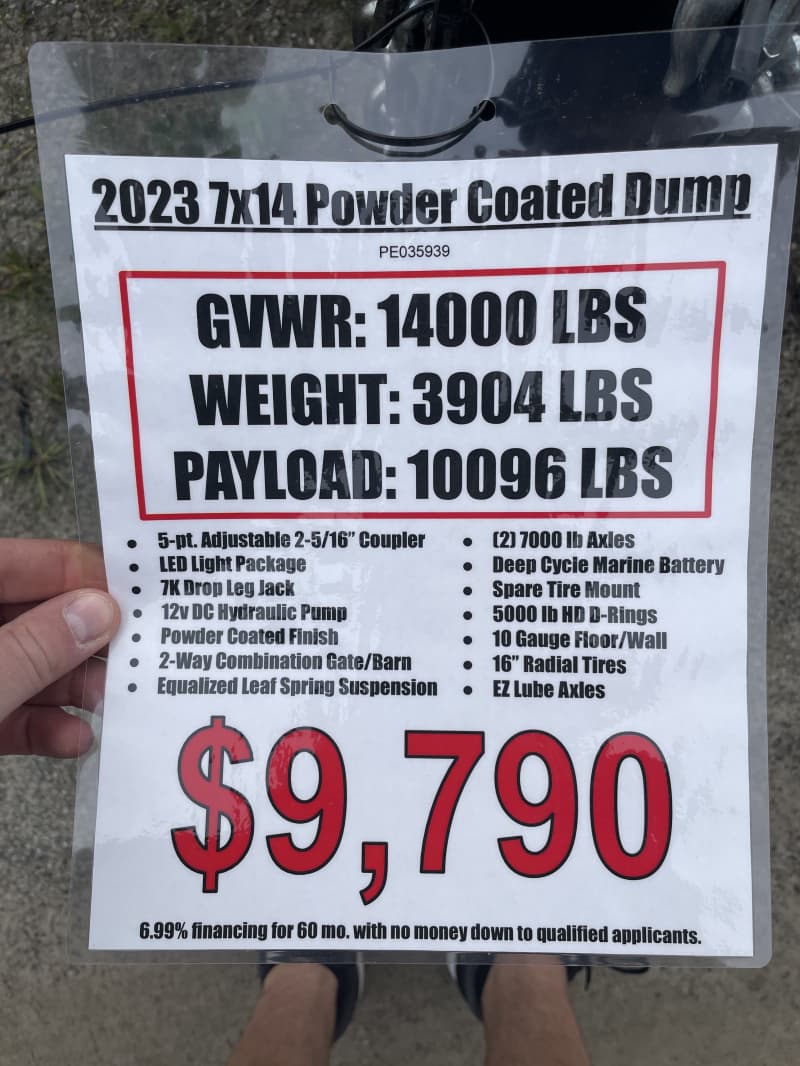 2023 7x14 Powder Coated Dump
PE035939
GVWR: 14000 LBS
WEIGHT: 3904 LBS
PAYLOAD: 10096 LBS
• 5-pt. Adjustable 2-5/16” Coupler
• LED Light Package
• 7K Drop Leg Jack
• 12v DC Hydraulic Pump
• Powder Coated Finish
• 2-Way Combination Gate/Barn
• Equalized Leaf Spring Suspension
• (2) 7000 lb Axles
• Deep Cycie Marine Battery
• Spare Tire Mount
• 5000 lb HD D-Rings
• 10 Gauge Floor/Wall
• 16” Radial Tires
• EZ Lube Axles
$9,790
6.99% financing for 60 mo. with no money down to qualified applicants.